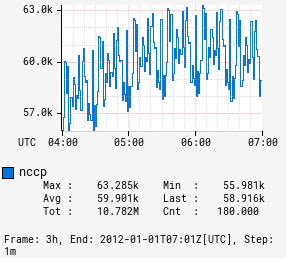 63.0k
60.0k
57.0k
UTC 04:00 05:00 06:00 07:00
nccp
Max : 63.285k Min : 55.981k
Avg : 59.901k Last : 58.916k
Tot : 10.782M Cnt : 180.000
Frame: 3h, End: 2012-01-01T07:01Z[UTC], Step:
1m